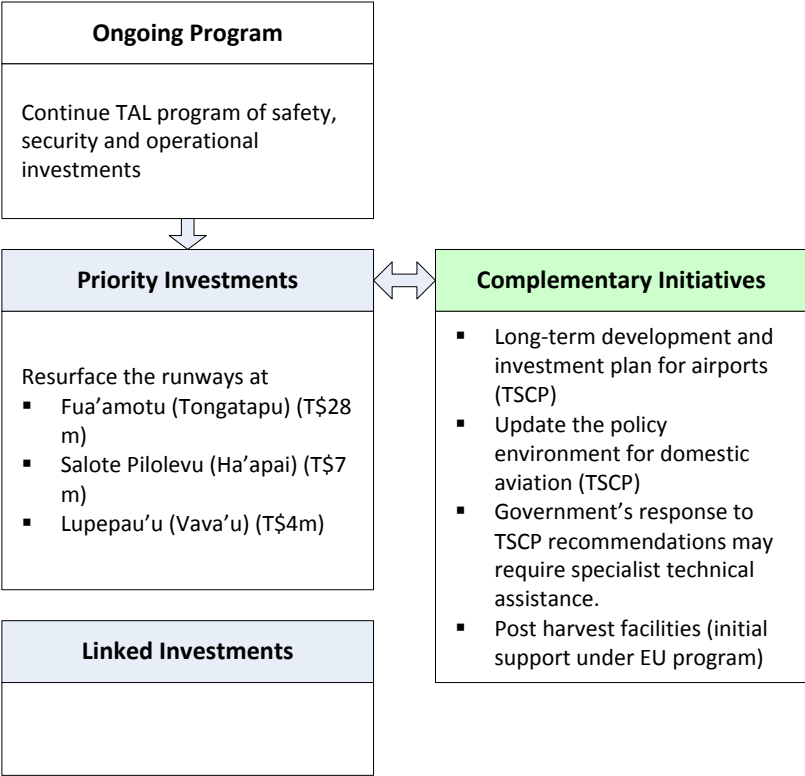 Ongoing Program
Continue TAL program of safety,
security and operational
investments
Priority Investments
Resurface the runways at
▪ Fua’amotu (Tongatapu) (T$28
m)
▪ Salote Pilolevu (Ha’apai) (T$7
m)
▪ Lupepau’u (Vava’u) (T$4m)
Linked Investments
Complementary Initiatives
▪ Long-term development and
investment plan for airports
(TSCP)
▪ Update the policy
environment for domestic
aviation (TSCP)
▪ Government’s response to
TSCP recommendations may
require specialist technical
assistance.
▪ Post harvest facilities (initial
support under EU program)